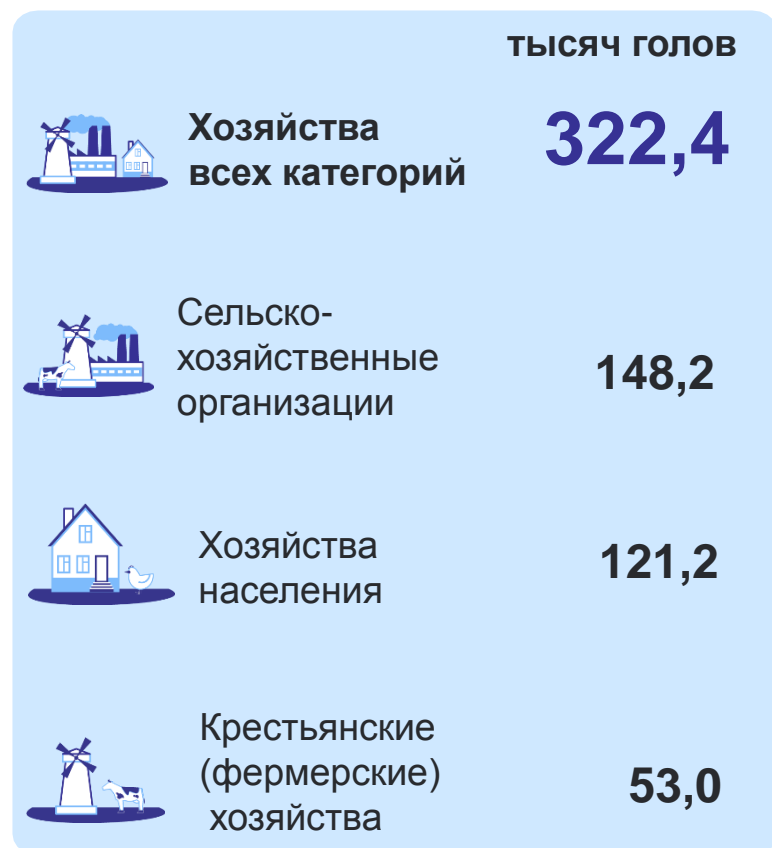 тысяч голов
Хозяйства
всех категорий
322,4
Сельско-
хозяйственные
организации
148,2
Хозяйства
населения
121,2
Крестьянские
(фермерские)
хозяйства
53,0